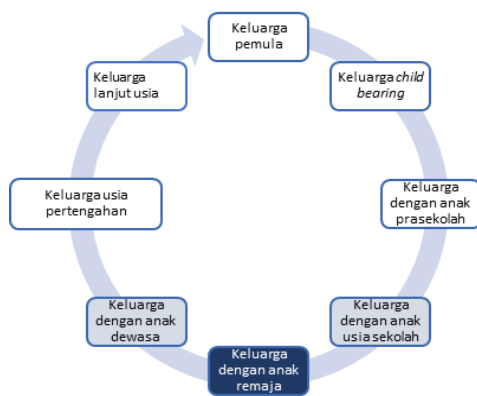 Keluarga
pemula
Keluarga child
bearing
Keluarga
dengan anak
prasekolah
Keluarga
dengan anak
usia sekolah
Keluarga
dengan anak
remaja
Keluarga
dengan anak
dewasa
Keluarga usia
pertengahan
Keluarga
lanjut usia